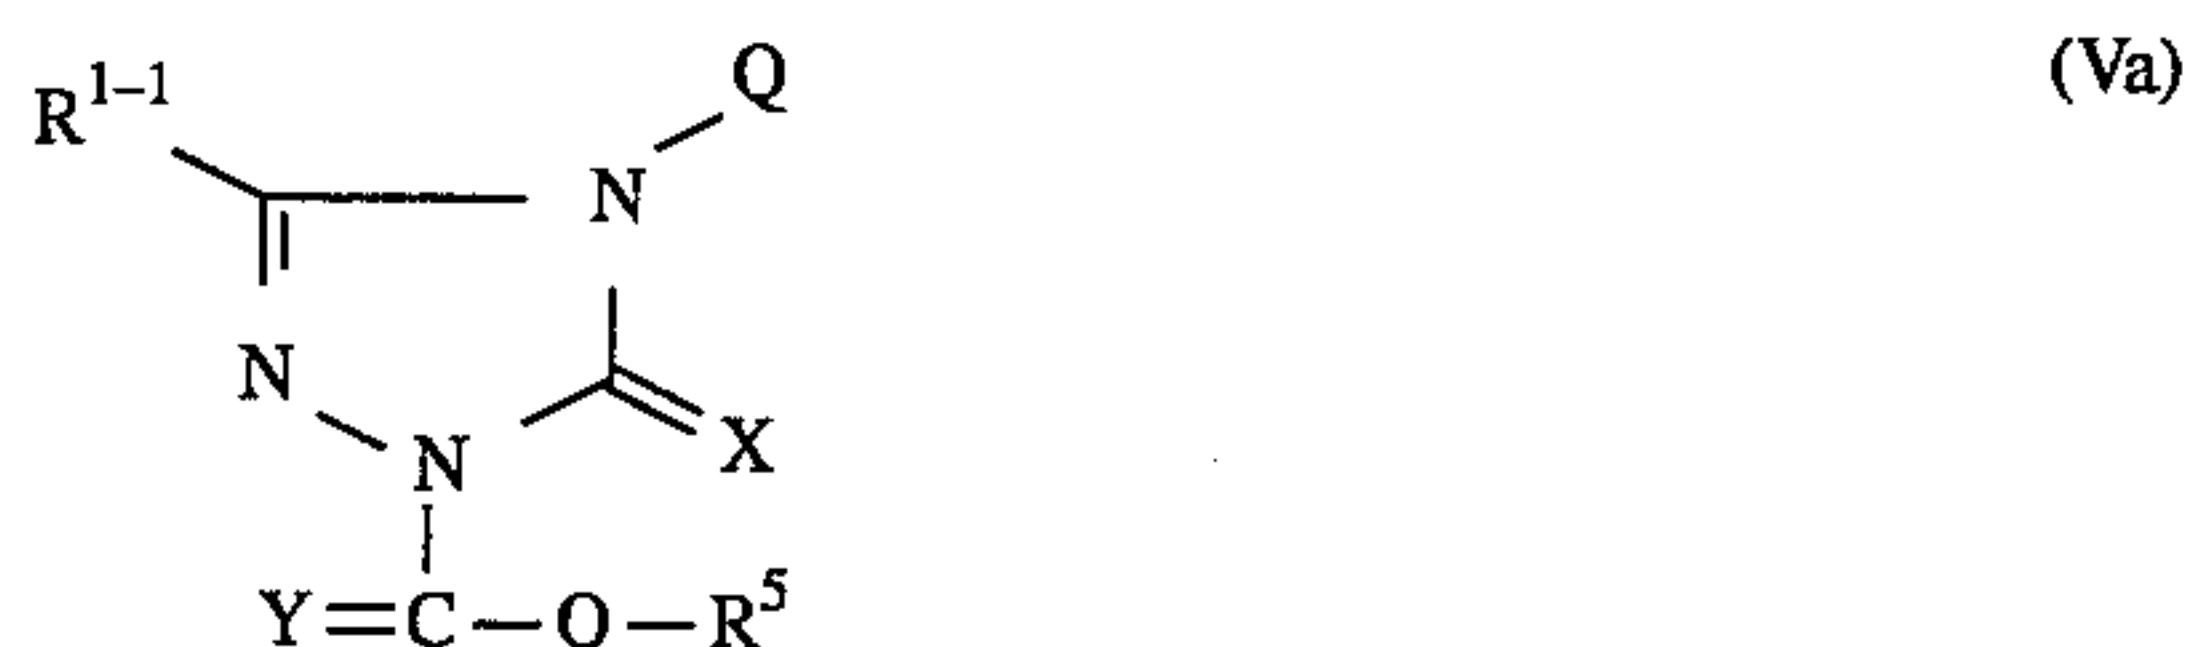 Q (Va)
R¹⁻¹
N
N
X
N
Y=C—O—R⁵